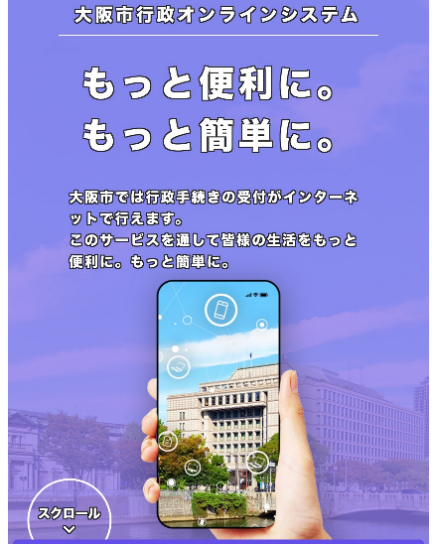 大阪市行政オンラインシステム
もっと便利に。
もっと簡単に。
大阪市では行政手続きの受付がインターネ
ットで行えます。
このサービスを通して皆様の生活をもっと
便利に。もっと簡単に。
スクロール